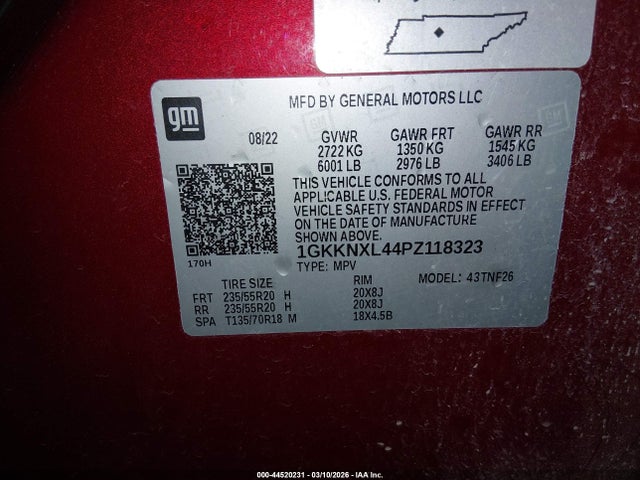 gm
MFD BY GENERAL MOTORS LLC
08/22 GVWR GAWR FRT GAWR RR
2722 KG 1350 KG 1545 KG
6001 LB 2976 LB 3406 LB
THIS VEHICLE CONFORMS TO ALL
APPLICABLE U.S. FEDERAL MOTOR
VEHICLE SAFETY STANDARDS IN EFFECT
ON THE DATE OF MANUFACTURE
SHOWN ABOVE.
170H
1GKKNXL44PZ118323
TYPE: MPV MODEL: 43TNF26
TIRE SIZE RIM
FRT 235/55R20 H 20X8J
RR 235/55R20 H 20X8J
SPA T135/70R18 M 18X4.5B
000-44520231 - 03/10/2026 - IAA Inc.